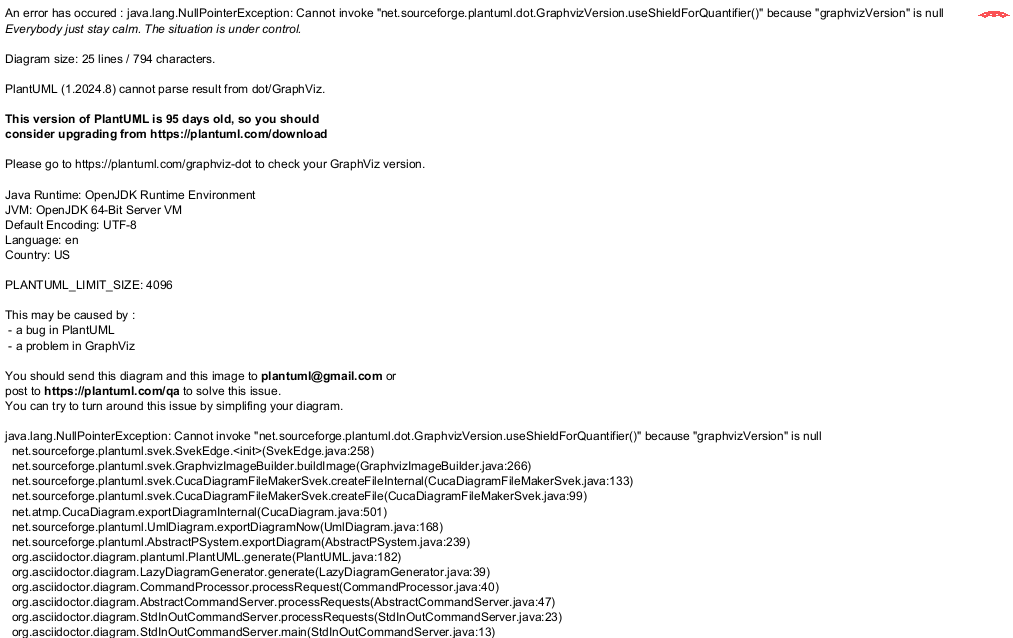 An error has occured : java.lang.NullPointerException: Cannot invoke "net.sourceforge.plantuml.dot.GraphvizVersion.useShieldForQuantifier()" because "graphvizVersion" is null
Everybody just stay calm. The situation is under control.
Diagram size: 25 lines / 794 characters.
PlantUML (1.2024.8) cannot parse result from dot/GraphViz.
This version of PlantUML is 95 days old, so you should
consider upgrading from https://plantuml.com/download
Please go to https://plantuml.com/graphviz-dot to check your GraphViz version.
Java Runtime: OpenJDK Runtime Environment
JVM: OpenJDK 64-Bit Server VM
Default Encoding: UTF-8
Language: en
Country: US
PLANTUML_LIMIT_SIZE: 4096
This may be caused by :
- a bug in PlantUML
- a problem in GraphViz
You should send this diagram and this image to plantuml@gmail.com or
post to https://plantuml.com/qa to solve this issue.
You can try to turn around this issue by simplifing your diagram.
java.lang.NullPointerException: Cannot invoke "net.sourceforge.plantuml.dot.GraphvizVersion.useShieldForQuantifier()" because "graphvizVersion" is null
net.sourceforge.plantuml.svek.SvekEdge.<init>(SvekEdge.java:258)
net.sourceforge.plantuml.svek.GraphvizImageBuilder.buildImage(GraphvizImageBuilder.java:266)
net.sourceforge.plantuml.svek.CucaDiagramFileMakerSvek.createFileInternal(CucaDiagramFileMakerSvek.java:133)
net.sourceforge.plantuml.svek.CucaDiagramFileMakerSvek.createFile(CucaDiagramFileMakerSvek.java:99)
net.atmp.CucaDiagram.exportDiagramInternal(CucaDiagram.java:501)
net.sourceforge.plantuml.UmlDiagram.exportDiagramNow(UmlDiagram.java:168)
net.sourceforge.plantuml.AbstractPSystem.exportDiagram(AbstractPSystem.java:239)
org.asciidoctor.diagram.plantuml.PlantUML.generate(PlantUML.java:182)
org.asciidoctor.diagram.LazyDiagramGenerator.generate(LazyDiagramGenerator.java:39)
org.asciidoctor.diagram.CommandProcessor.processRequest(CommandProcessor.java:40)
org.asciidoctor.diagram.AbstractCommandServer.processRequests(AbstractCommandServer.java:47)
org.asciidoctor.diagram.StdInOutCommandServer.processRequests(StdInOutCommandServer.java:23)
org.asciidoctor.diagram.StdInOutCommandServer.main(StdInOutCommandServer.java:13)